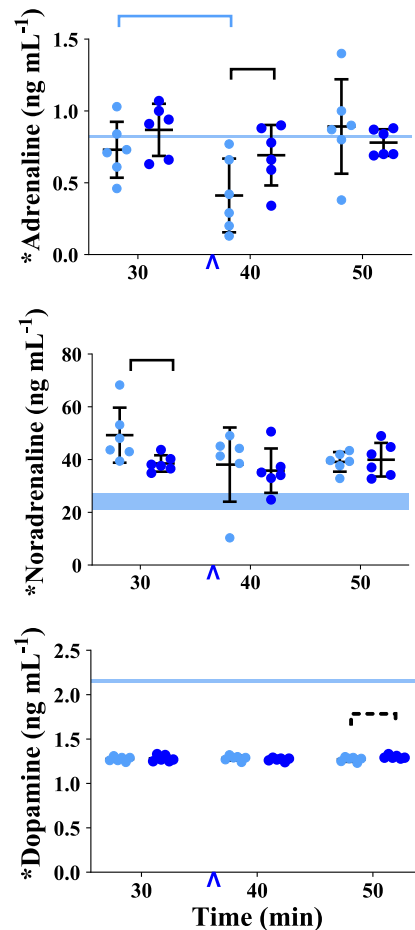 *Adrenaline (ng mL-1)
1.5
1.0
0.5
0.0
30 40 50
^
*Noradrenaline (ng mL-1)
80
60
40
20
0
30 40 50
^
*Dopamine (ng mL-1)
2.5
2.0
1.5
1.0
0.5
0.0
30 40 50
^
Time (min)